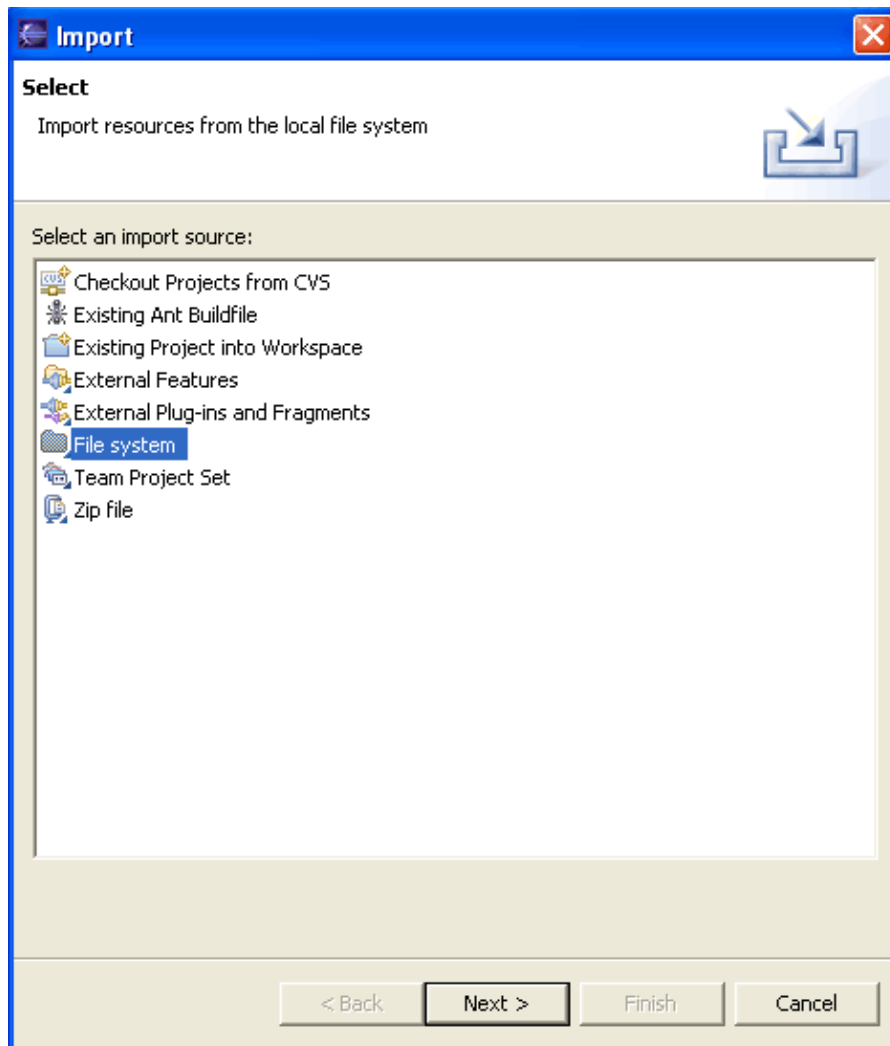 Import
Select
Import resources from the local file system
Select an import source:
Checkout Projects from CVS
Existing Ant Buildfile
Existing Project into Workspace
External Features
External Plug-ins and Fragments
File system
Team Project Set
Zip file
< Back Next > Finish Cancel